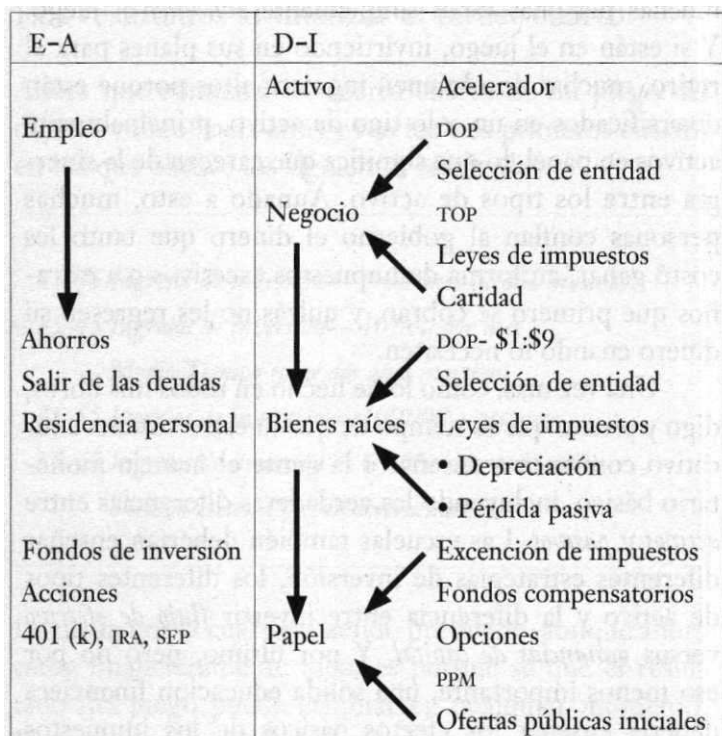 E-A D-I
Activo Acelerador
Empleo DOP
Selección de entidad
Negocio TOP
Leyes de impuestos
Caridad
Ahorros DOP- $1:$9
Salir de las deudas Selección de entidad
Residencia personal Bienes raíces Leyes de impuestos
• Depreciación
• Pérdida pasiva
Fondos de inversión Excención de impuestos
Acciones Fondos compensatorios
401 (k), IRA, SEP Papel Opciones
PPM
Ofertas públicas iniciales